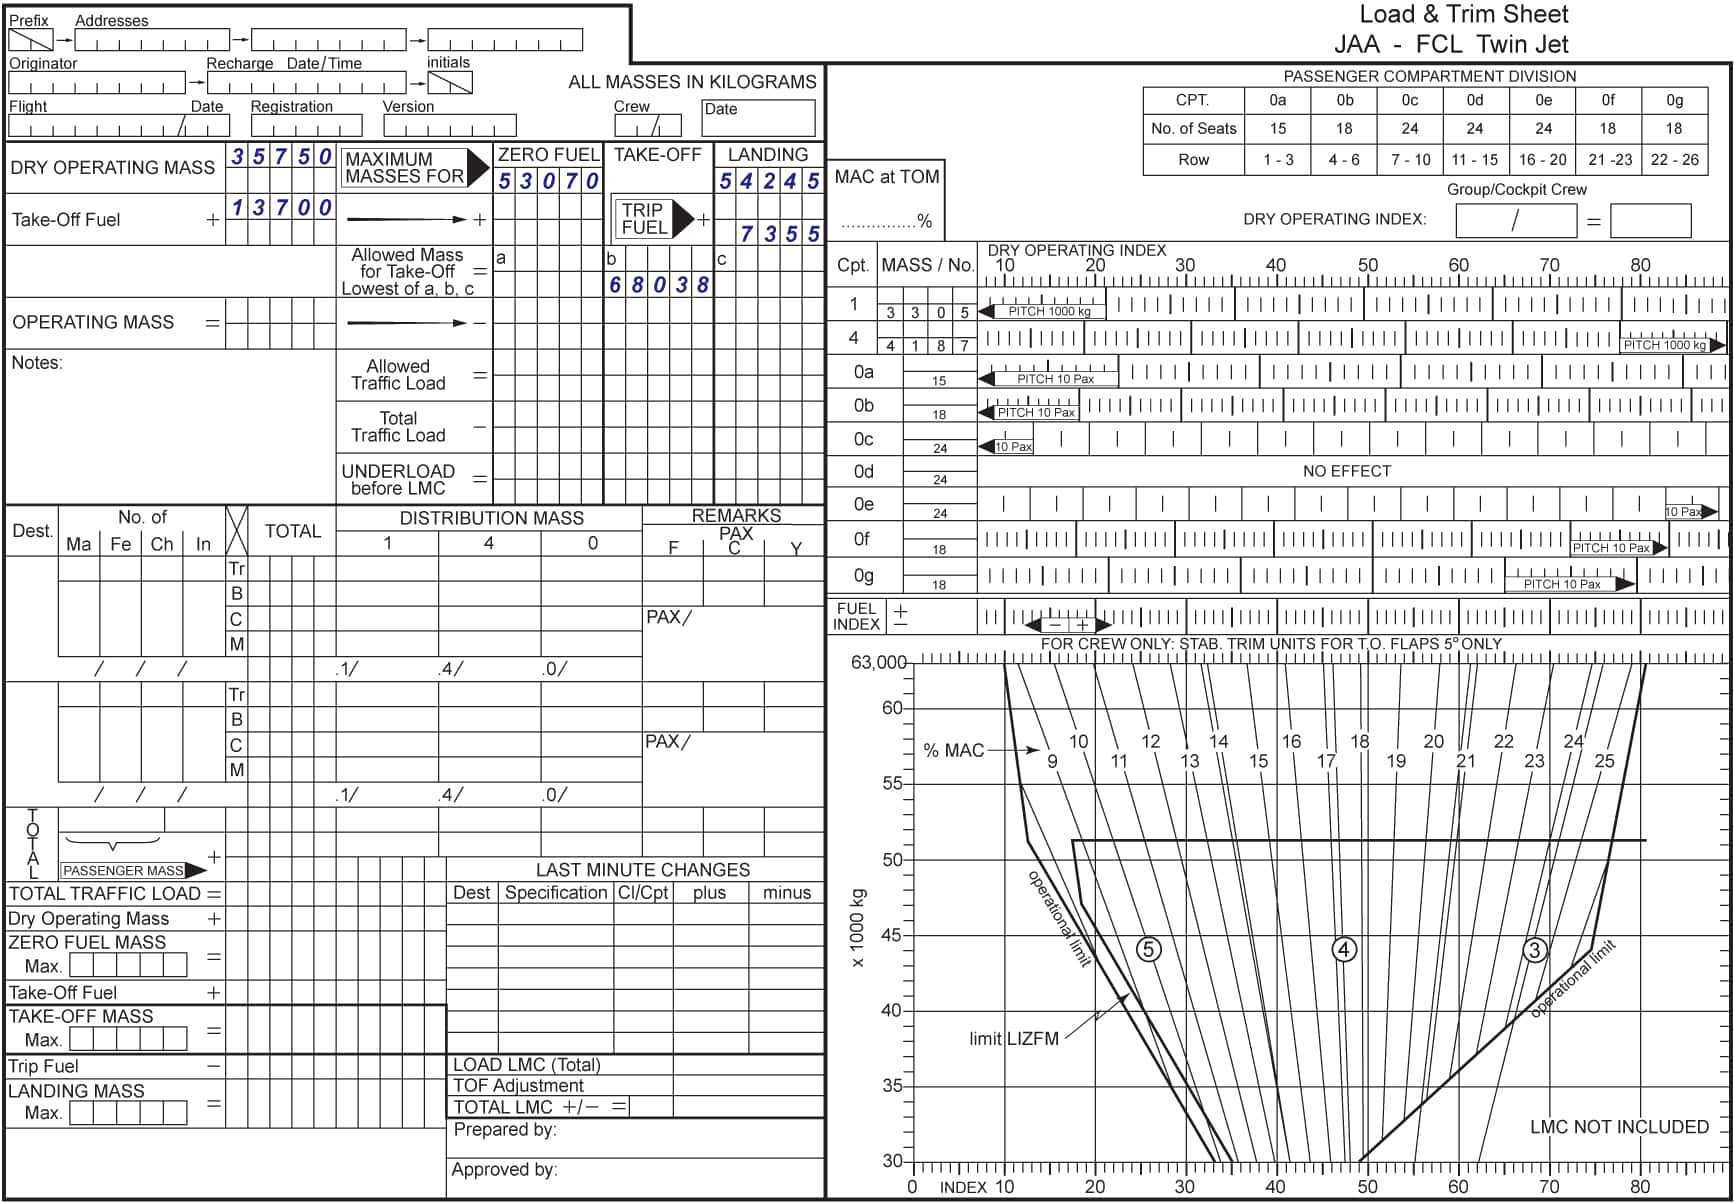 Load & Trim Sheet
JAA - FCL Twin Jet
Prefix Addresses
Originator Recharge Date/Time initials
ALL MASSES IN KILOGRAMS
Flight Date Registration Version Crew Date
DRY OPERATING MASS 35750 MAXIMUM MASSES FOR ZERO FUEL TAKE-OFF LANDING
53070 54245
Take-Off Fuel + 13700 + TRIP FUEL + 7355
Allowed Mass for Take-Off Lowest of a, b, c = a b c
68038
OPERATING MASS = −
Notes:
Allowed Traffic Load =
Total Traffic Load −
UNDERLOAD before LMC =
Dest. No. of TOTAL DISTRIBUTION MASS REMARKS
Ma Fe Ch In 1 4 0 PAX
F C Y
Tr
B
C PAX/
M
/ / / .1/ .4/ .0/
Tr
B
C PAX/
M
/ / / .1/ .4/ .0/
TOTAL
PASSENGER MASS +
TOTAL TRAFFIC LOAD =
Dry Operating Mass +
ZERO FUEL MASS
Max. =
Take-Off Fuel +
TAKE-OFF MASS
Max. =
Trip Fuel −
LANDING MASS
Max. =
LAST MINUTE CHANGES
Dest Specification Cl/Cpt plus minus
LOAD LMC (Total)
TOF Adjustment
TOTAL LMC +/− =
Prepared by:
Approved by:
PASSENGER COMPARTMENT DIVISION
CPT. 0a 0b 0c 0d 0e 0f 0g
No. of Seats 15 18 24 24 24 18 18
Row 1 - 3 4 - 6 7 - 10 11 - 15 16 - 20 21 -23 22 - 26
MAC at TOM
...............%
Group/Cockpit Crew
DRY OPERATING INDEX: / =
Cpt. MASS / No. DRY OPERATING INDEX
10 20 30 40 50 60 70 80
1 3305 PITCH 1000 kg
4 4187 PITCH 1000 kg
0a 15 PITCH 10 Pax
0b 18 PITCH 10 Pax
0c 24 10 Pax
0d 24 NO EFFECT
0e 24 10 Pax
0f 18 PITCH 10 Pax
0g 18 PITCH 10 Pax
FUEL INDEX + − − +
FOR CREW ONLY: STAB. TRIM UNITS FOR T.O. FLAPS 5º ONLY
63,000
60
10 12 14 16 18 20 22 24
% MAC
9 11 13 15 17 19 21 23 25
55
50
operational limit
45
x 1000 kg
5 4 3
operational limit
40
limit LIZFM
35
LMC NOT INCLUDED
30
0 INDEX 10 20 30 40 50 60 70 80